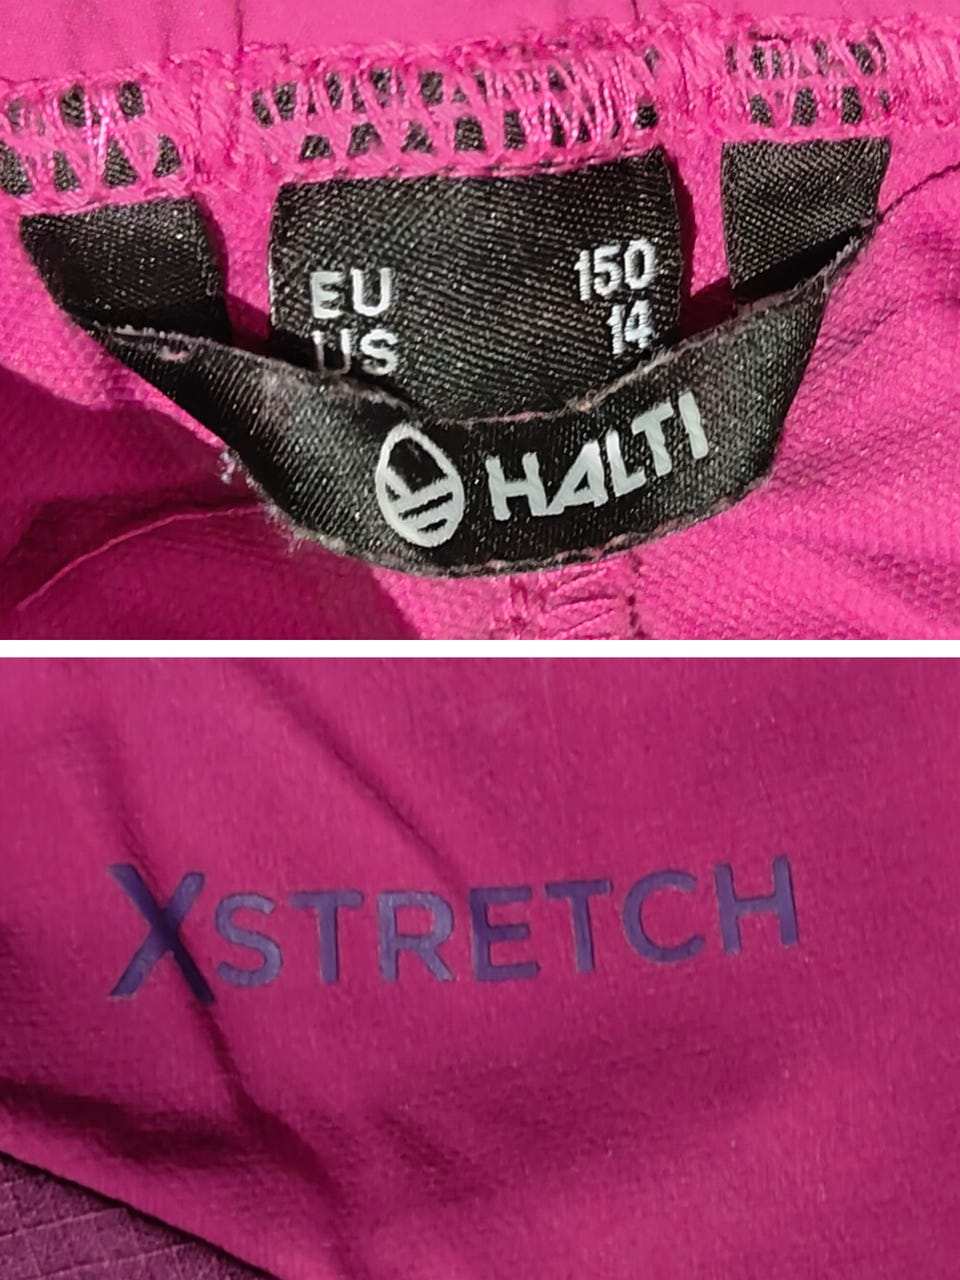 EU 150
US 14
HALTI
XSTRETCH